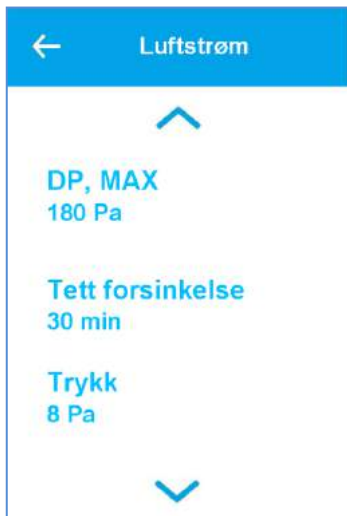 Luftstrøm
DP, MAX
180 Pa
Tett forsinkelse
30 min
Trykk
8 Pa